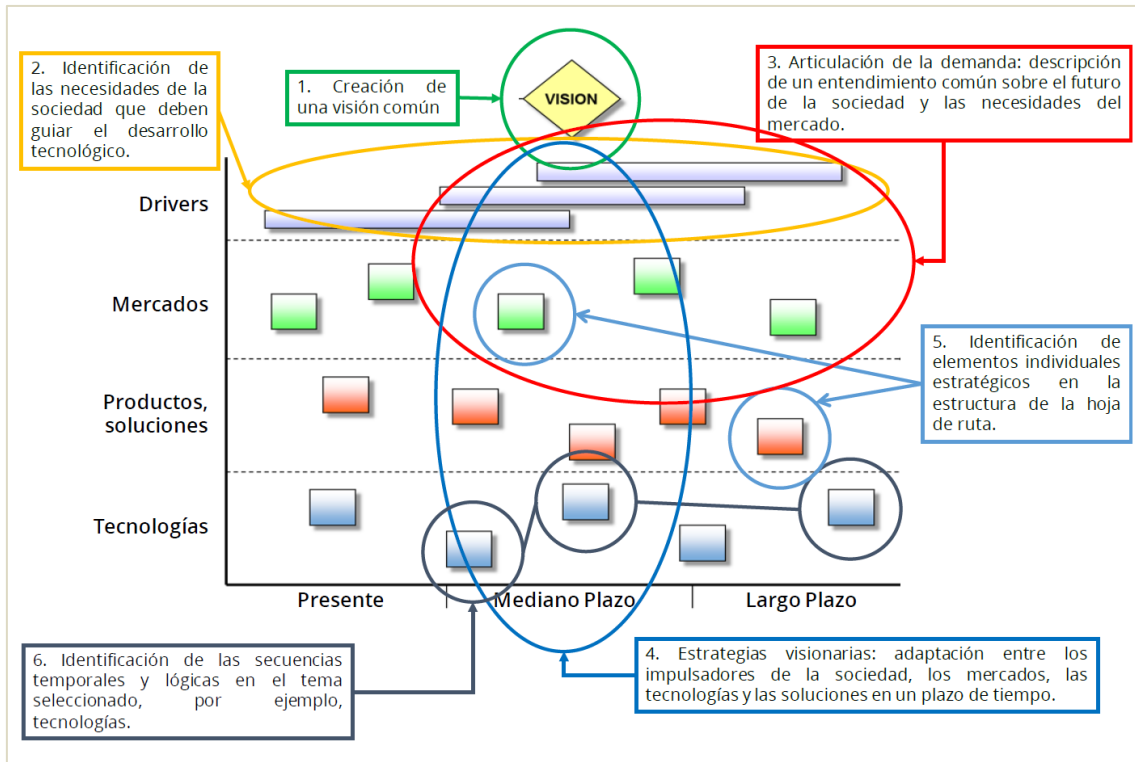 2. Identificación de
las necesidades de la
sociedad que deben
guiar el desarrollo
tecnológico.
1. Creación de
una visión común
VISION
3. Articulación de la demanda: descripción
de un entendimiento común sobre el futuro
de la sociedad y las necesidades del
mercado.
Drivers
Mercados
Productos,
soluciones
Tecnologías
5. Identificación de
elementos individuales
estratégicos en la
estructura de la hoja
de ruta.
Presente
Mediano Plazo
Largo Plazo
6. Identificación de las secuencias
temporales y lógicas en el tema
seleccionado, por ejemplo,
tecnologías.
4. Estrategias visionarias: adaptación entre los
impulsadores de la sociedad, los mercados, las
tecnologías y las soluciones en un plazo de tiempo.